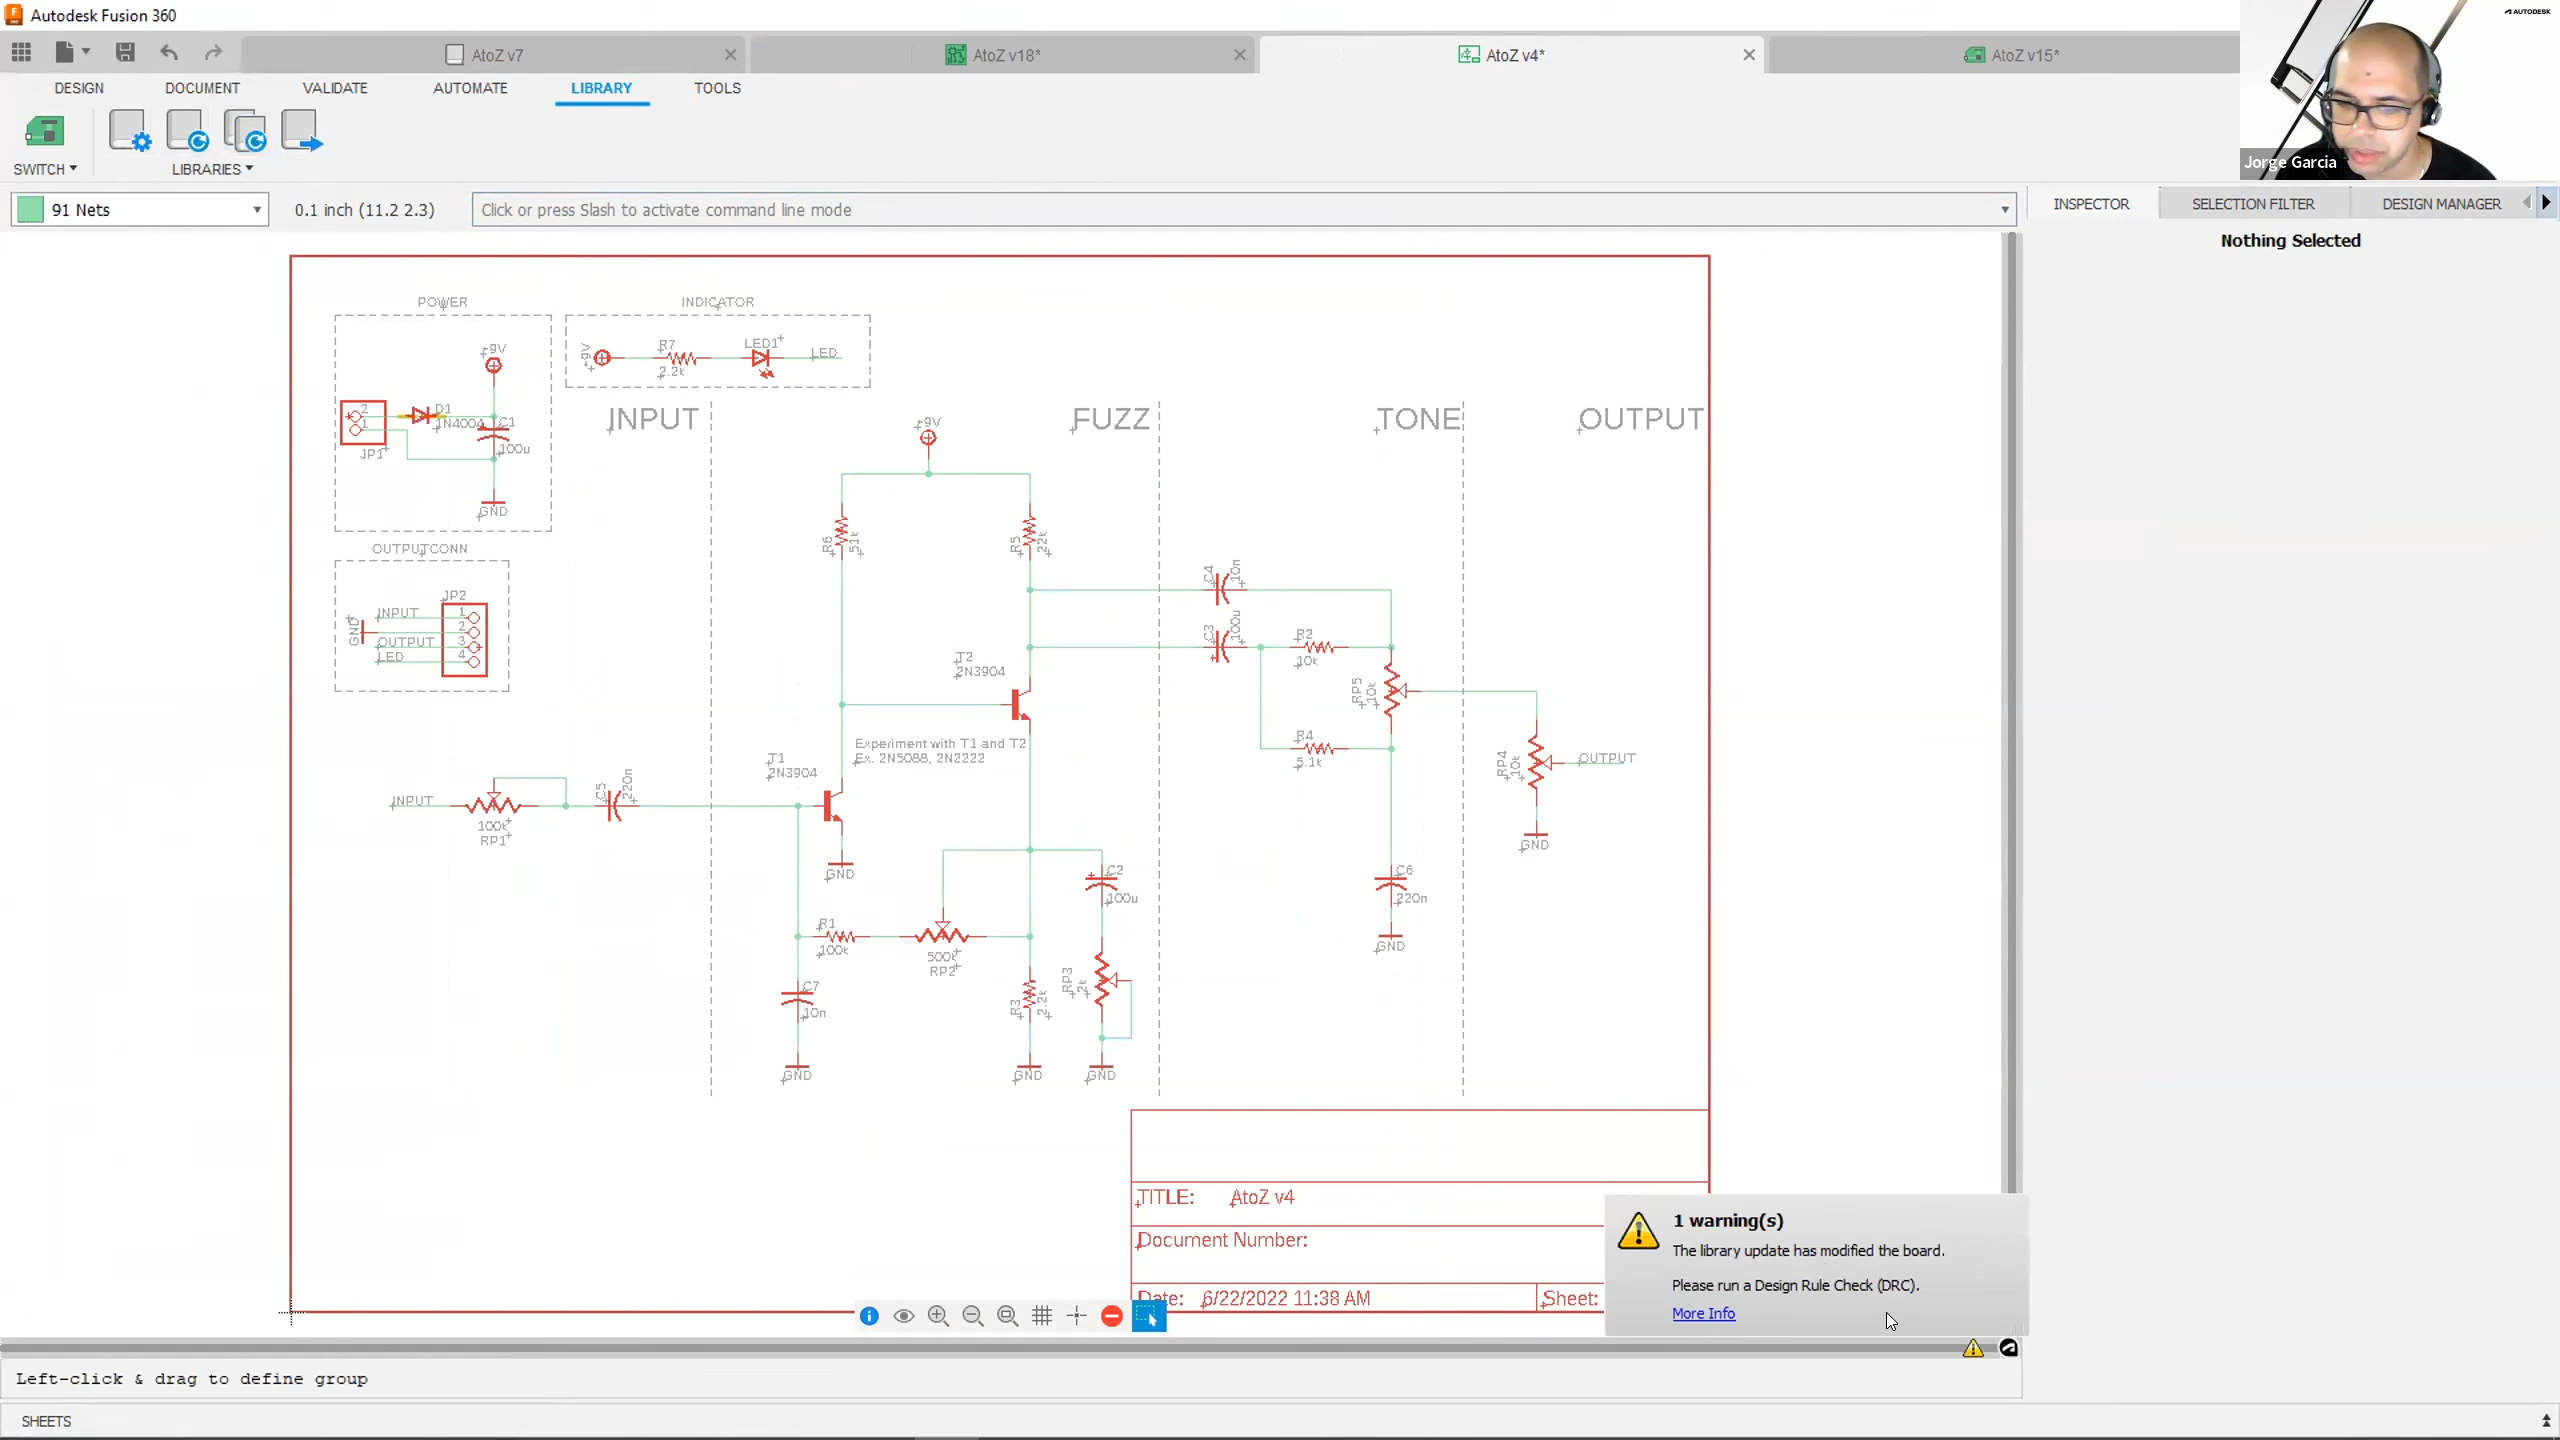 Autodesk Fusion 360
AUTODESK
AtoZ v7
AtoZ v18*
AtoZ v4*
AtoZ v15*
DESIGN
DOCUMENT
VALIDATE
AUTOMATE
LIBRARY
TOOLS
SWITCH
LIBRARIES
Jorge Garcia
91 Nets
0.1 inch (11.2 2.3)
Click or press Slash to activate command line mode
INSPECTOR
SELECTION FILTER
DESIGN MANAGER
Nothing Selected
POWER
INDICATOR
+9V
+9V
R7
2.2k
LED1
LED
2
1
JP1
D1
1N4004
C1
100u
GND
INPUT
FUZZ
TONE
OUTPUT
+9V
R6
51k
R5
22k
OUTPUTCONN
JP2
INPUT
GND
OUTPUT
LED
1
2
3
4
C4
10n
C3
100u
R2
10k
T2
2N3904
RP5
10k
Experiment with T1 and T2
Ex. 2N5088, 2N2222
R4
5.1k
RP4
10k
OUTPUT
GND
T1
2N3904
INPUT
100k
RP1
C5
220n
GND
C2
100u
C6
220n
GND
R1
100k
500k
RP2
C7
10n
R3
2.2k
RP3
2k
GND
GND
GND
TITLE:
AtoZ v4
Document Number:
Date:
6/22/2022 11:38 AM
Sheet:
1 warning(s)
The library update has modified the board.
Please run a Design Rule Check (DRC).
More Info
Left-click & drag to define group
SHEETS